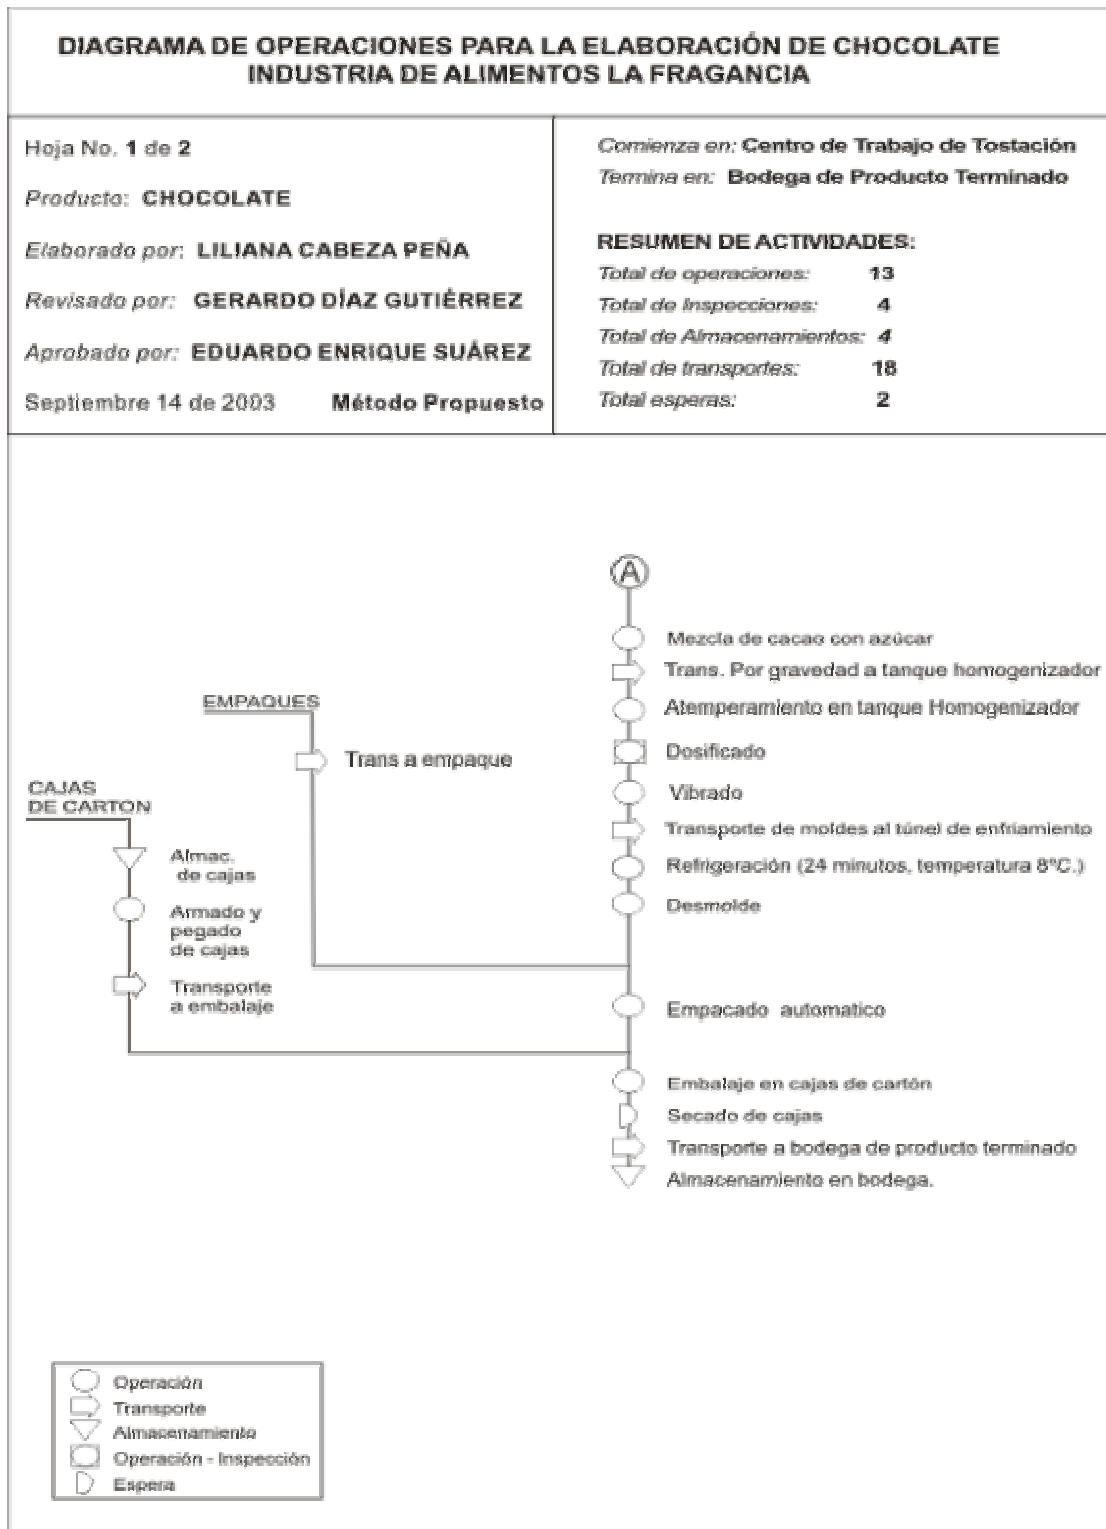 DIAGRAMA DE OPERACIONES PARA LA ELABORACIÓN DE CHOCOLATE
INDUSTRIA DE ALIMENTOS LA FRAGANCIA
Hoja No. 1 de 2
Producto: CHOCOLATE
Elaborado por: LILIANA CABEZA PEÑA
Revisado por: GERARDO DÍAZ GUTIÉRREZ
Aprobado por: EDUARDO ENRIQUE SUÁREZ
Septiembre 14 de 2003 Método Propuesto
Comienza en: Centro de Trabajo de Tostación
Termina en: Bodega de Producto Terminado
RESUMEN DE ACTIVIDADES:
Total de operaciones: 13
Total de Inspecciones: 4
Total de Almacenamientos: 4
Total de transportes: 18
Total esperas: 2
A
Mezcla de cacao con azúcar
Trans. Por gravedad a tanque homogenizador
Atemperamiento en tanque Homogenizador
Dosificado
Vibrado
Transporte de moldes al túnel de enfriamiento
Refrigeración (24 minutos, temperatura 8°C.)
Desmolde
EMPAQUES
Trans a empaque
CAJAS
DE CARTON
Almac.
de cajas
Armado y
pegado
de cajas
Transporte
a embalaje
Empacado automatico
Embalaje en cajas de cartón
Secado de cajas
Transporte a bodega de producto terminado
Almacenamiento en bodega.
Operación
Transporte
Almacenamiento
Operación - Inspección
Espera